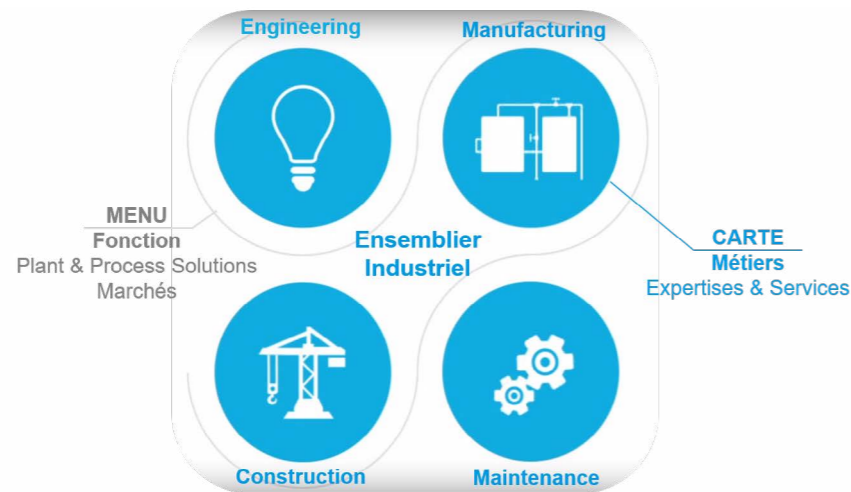 Engineering
Manufacturing
MENU
Fonction
Plant & Process Solutions
Marchés
Ensemblier
Industriel
CARTE
Métiers
Expertises & Services
Construction
Maintenance